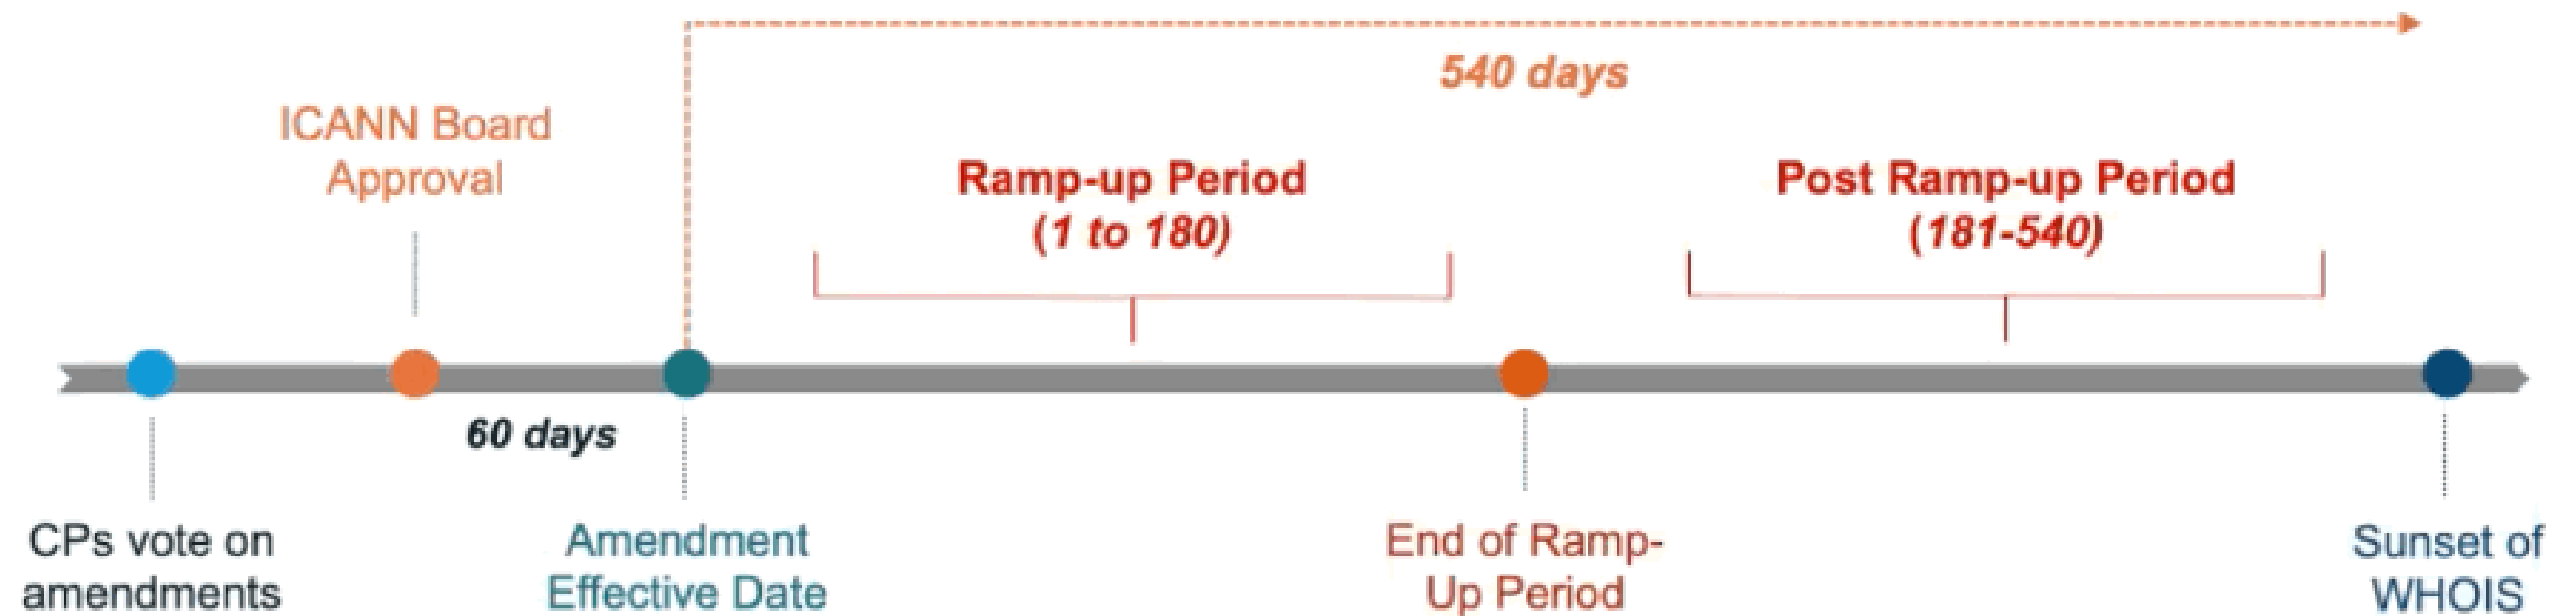 540 days
ICANN Board
Approval
Ramp-up Period
(1 to 180)
Post Ramp-up Period
(181-540)
60 days
CPs vote on
amendments
Amendment
Effective Date
End of Ramp-
Up Period
Sunset of
WHOIS